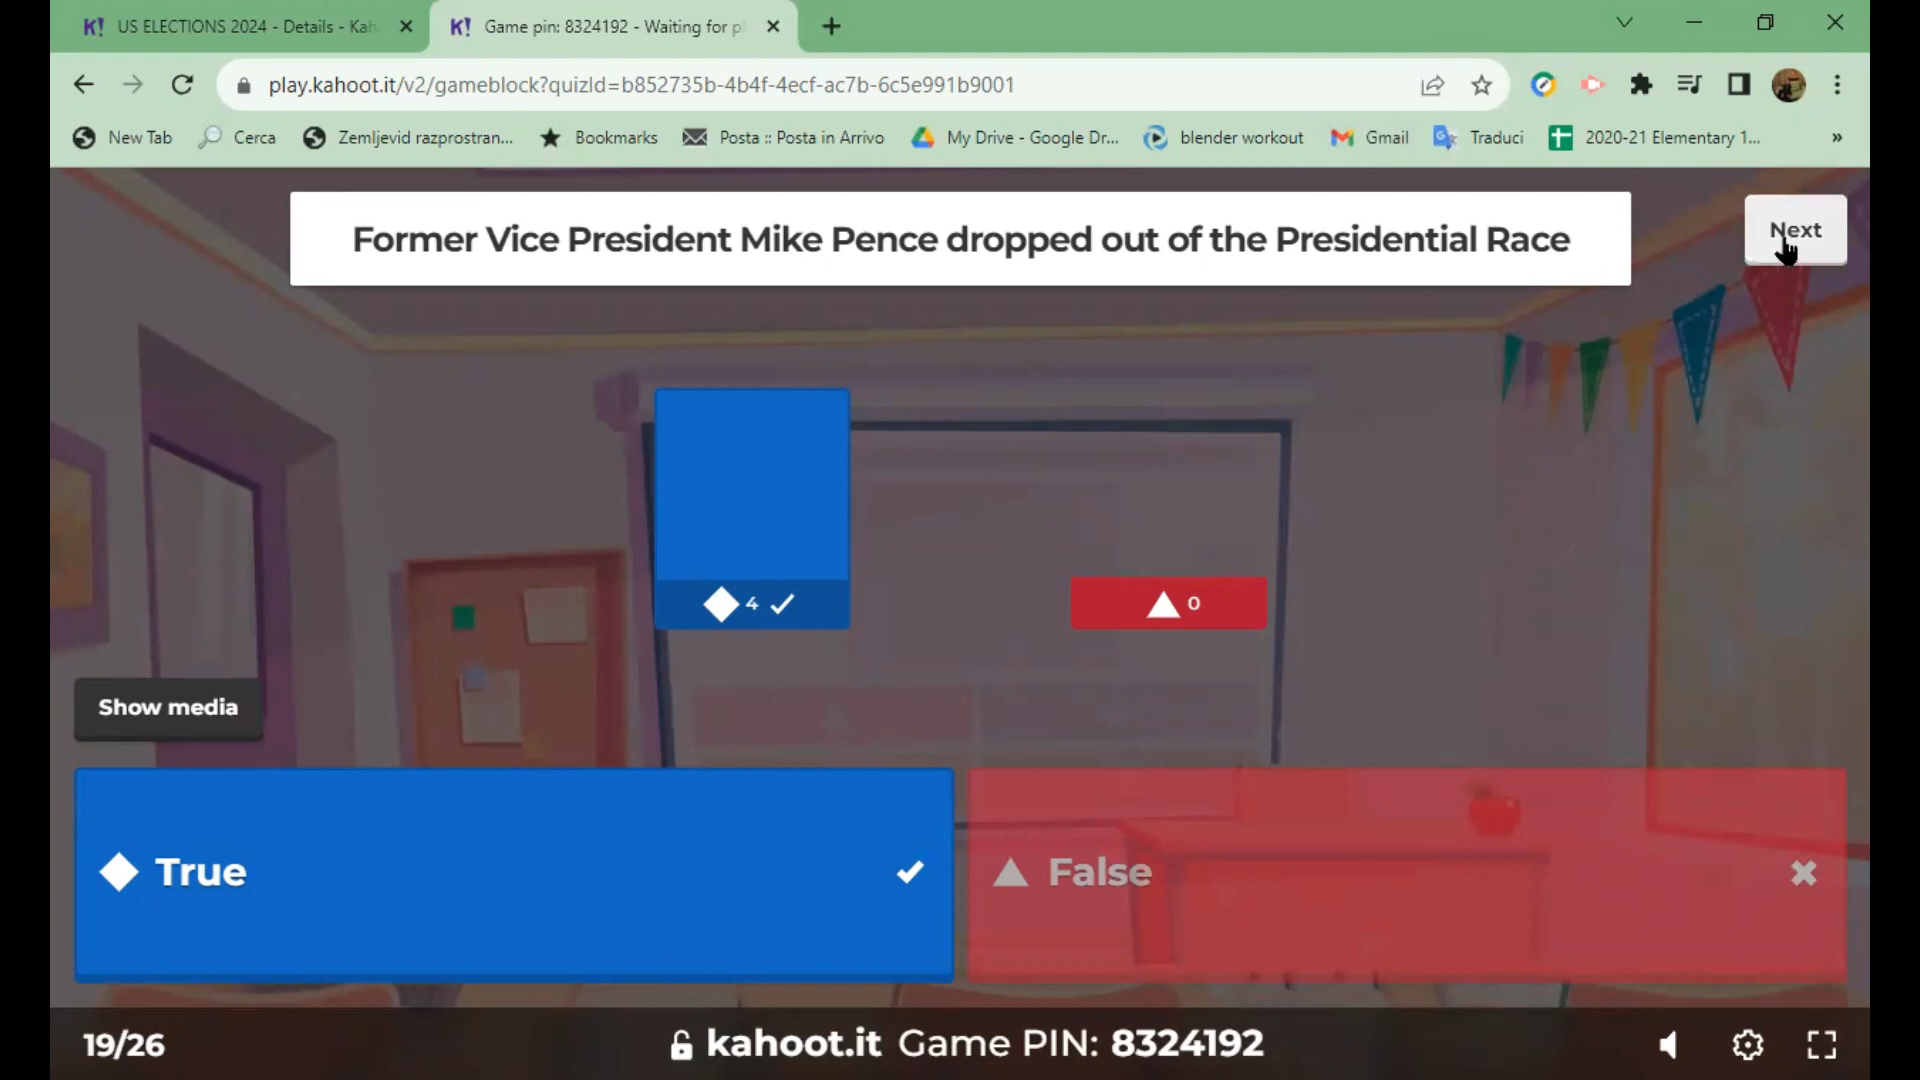 K! US ELECTIONS 2024 - Details - Kah
K! Game pin: 8324192 - Waiting for pl
play.kahoot.it/v2/gameblock?quizId=b852735b-4b4f-4ecf-ac7b-6c5e991b9001
New Tab
Cerca
Zemljevid razprostran...
Bookmarks
Posta :: Posta in Arrivo
My Drive - Google Dr...
blender workout
Gmail
Traduci
2020-21 Elementary 1...
»
Former Vice President Mike Pence dropped out of the Presidential Race
Next
4
0
Show media
True
False
19/26
kahoot.it Game PIN: 8324192